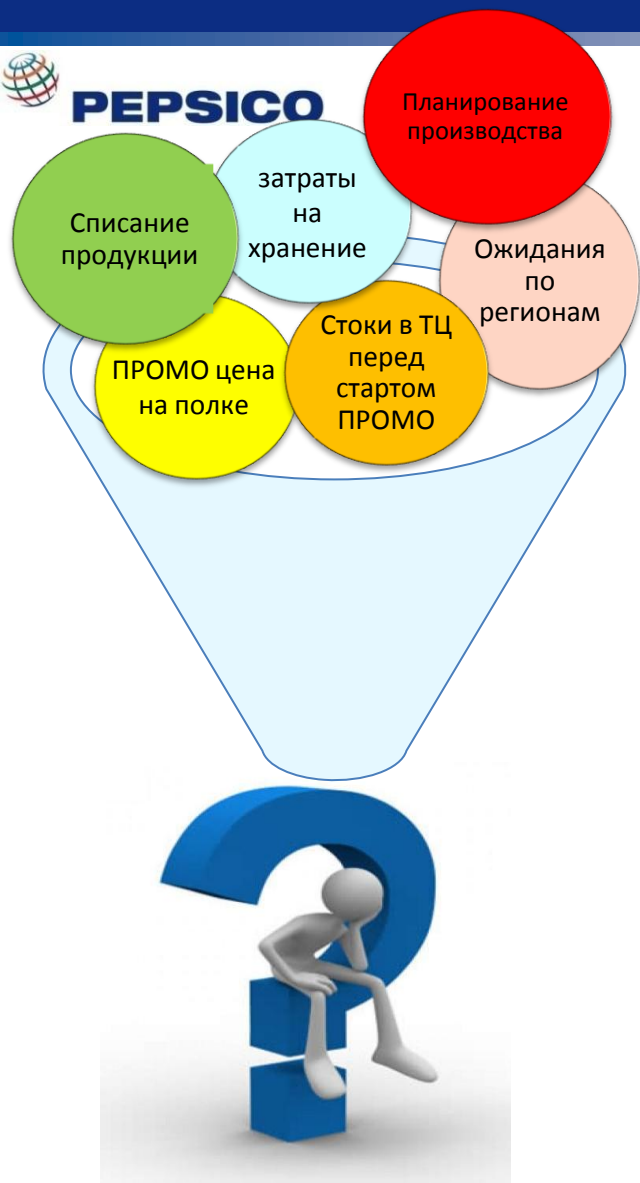 PEPSICO
Планирование
производства
затраты
на
хранение
Списание
продукции
Ожидания
по
регионам
Стоки в ТЦ
перед
стартом
ПРОМО
ПРОМО цена
на полке